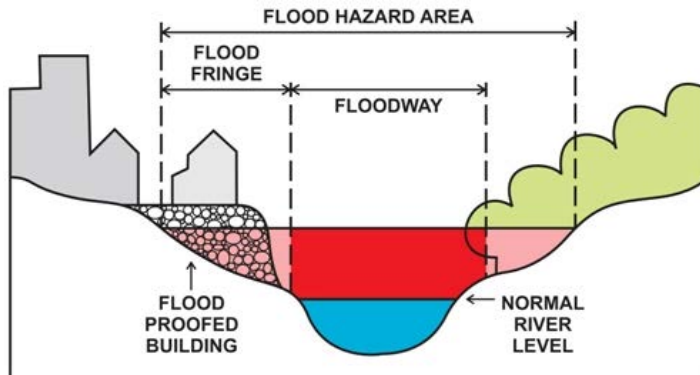 FLOOD HAZARD AREA
FLOOD
FRINGE
FLOODWAY
FLOOD
PROOFED
BUILDING
NORMAL
RIVER
LEVEL